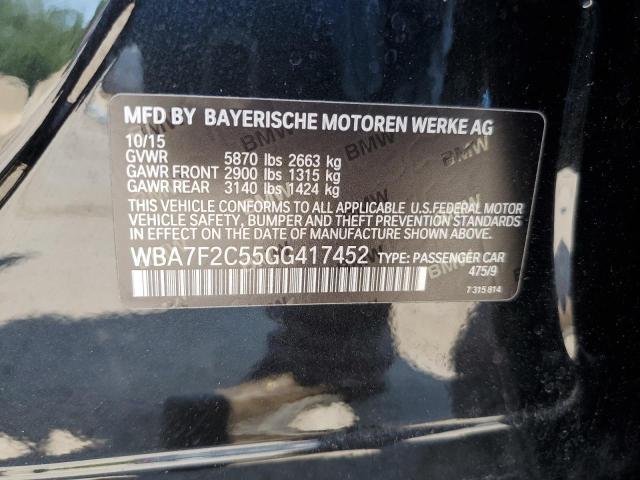 MFD BY BAYERISCHE MOTOREN WERKE AG
10/15
GVWR 5870 lbs 2663 kg
GAWR FRONT 2900 lbs 1315 kg
GAWR REAR 3140 lbs 1424 kg
THIS VEHICLE CONFORMS TO ALL APPLICABLE U.S.FEDERAL MOTOR
VEHICLE SAFETY, BUMPER AND THEFT PREVENTION STANDARDS
IN EFFECT ON THE DATE OF MANUFACTURE SHOWN ABOVE.
WBA7F2C55GG417452 TYPE: PASSENGER CAR
475/9
7 315 814